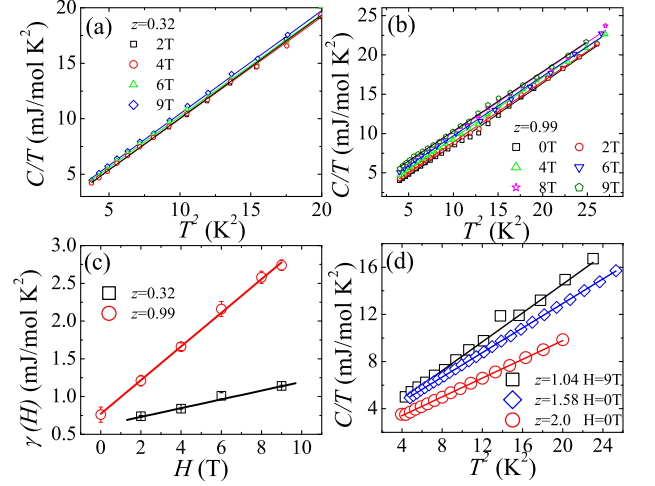 (a)
z=0.32
2T
4T
6T
9T
C/T (mJ/mol K²)
20
15
10
5
5
10
15
20
T² (K²)
(b)
z=0.99
0T
2T
4T
6T
8T
9T
C/T (mJ/mol K²)
25
20
15
10
5
0
5
10
15
20
25
T² (K²)
(c)
z=0.32
z=0.99
γ(H) (mJ/mol K²)
3.0
2.5
2.0
1.5
1.0
0.5
0
2
4
6
8
10
H (T)
(d)
z=1.04 H=9T
z=1.58 H=0T
z=2.0 H=0T
C/T (mJ/mol K²)
16
12
8
4
4
8
12
16
20
24
T² (K²)